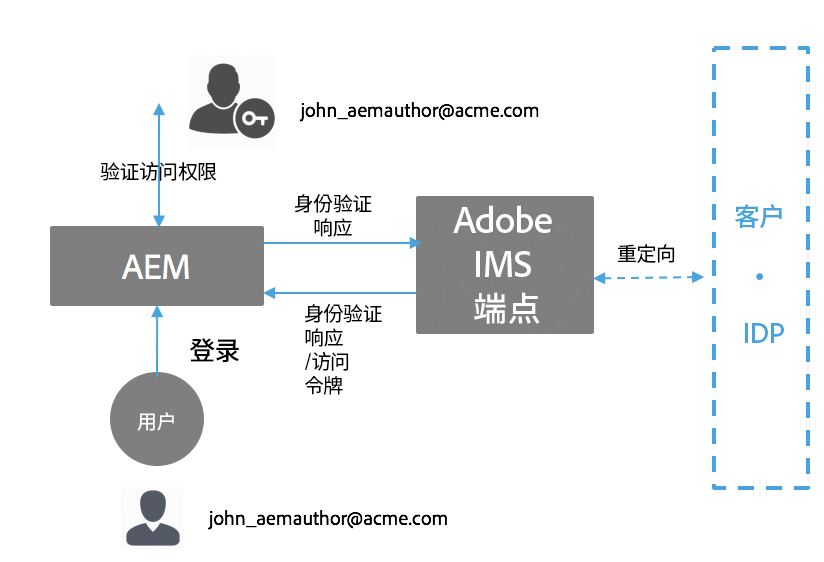 john_aemauthor@acme.com
验证访问权限
身份验证
响应
Adobe
IMS
端点
AEM
重定向
客户
·
IDP
身份验证
响应
/访问
令牌
登录
用户
john_aemauthor@acme.com